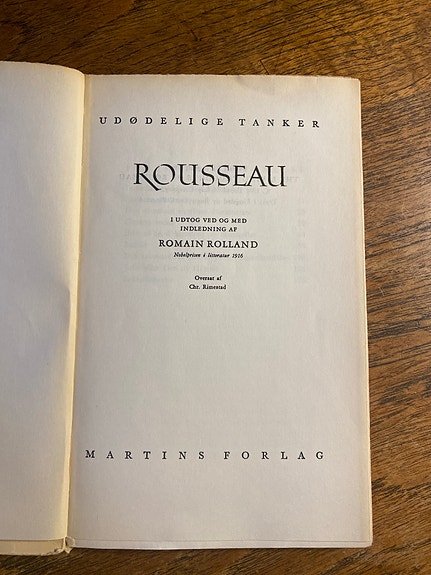 UDØDELIGE TANKER
ROUSSEAU
I UDTOG VED OG MED
INDLEDNING AF
ROMAIN ROLLAND
Nobelprisen i litteratur 1916
Oversat af
Chr. Rimestad
MARTINS FORLAG